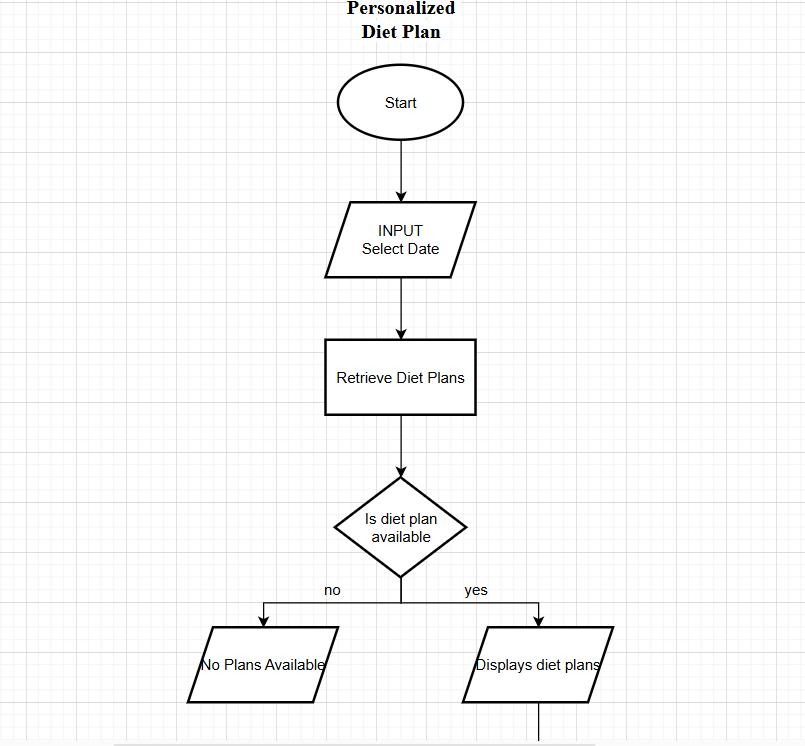 Personalized
Diet Plan
Start
INPUT
Select Date
Retrieve Diet Plans
Is diet plan
available
no
yes
No Plans Available
Displays diet plans